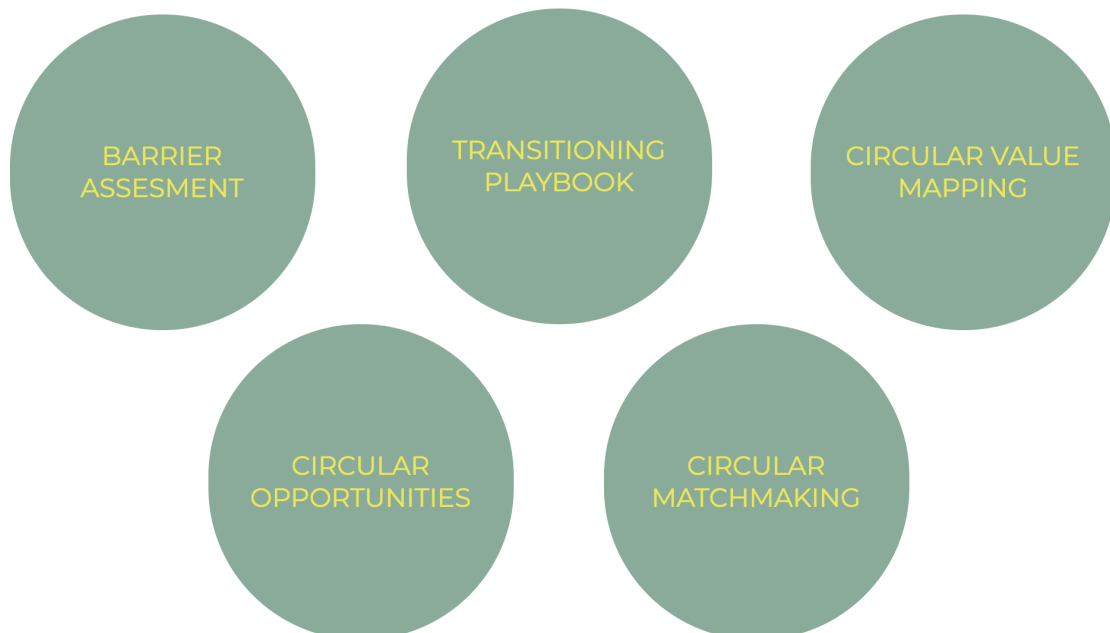 BARRIER
ASSESMENT
TRANSITIONING
PLAYBOOK
CIRCULAR VALUE
MAPPING
CIRCULAR
OPPORTUNITIES
CIRCULAR
MATCHMAKING